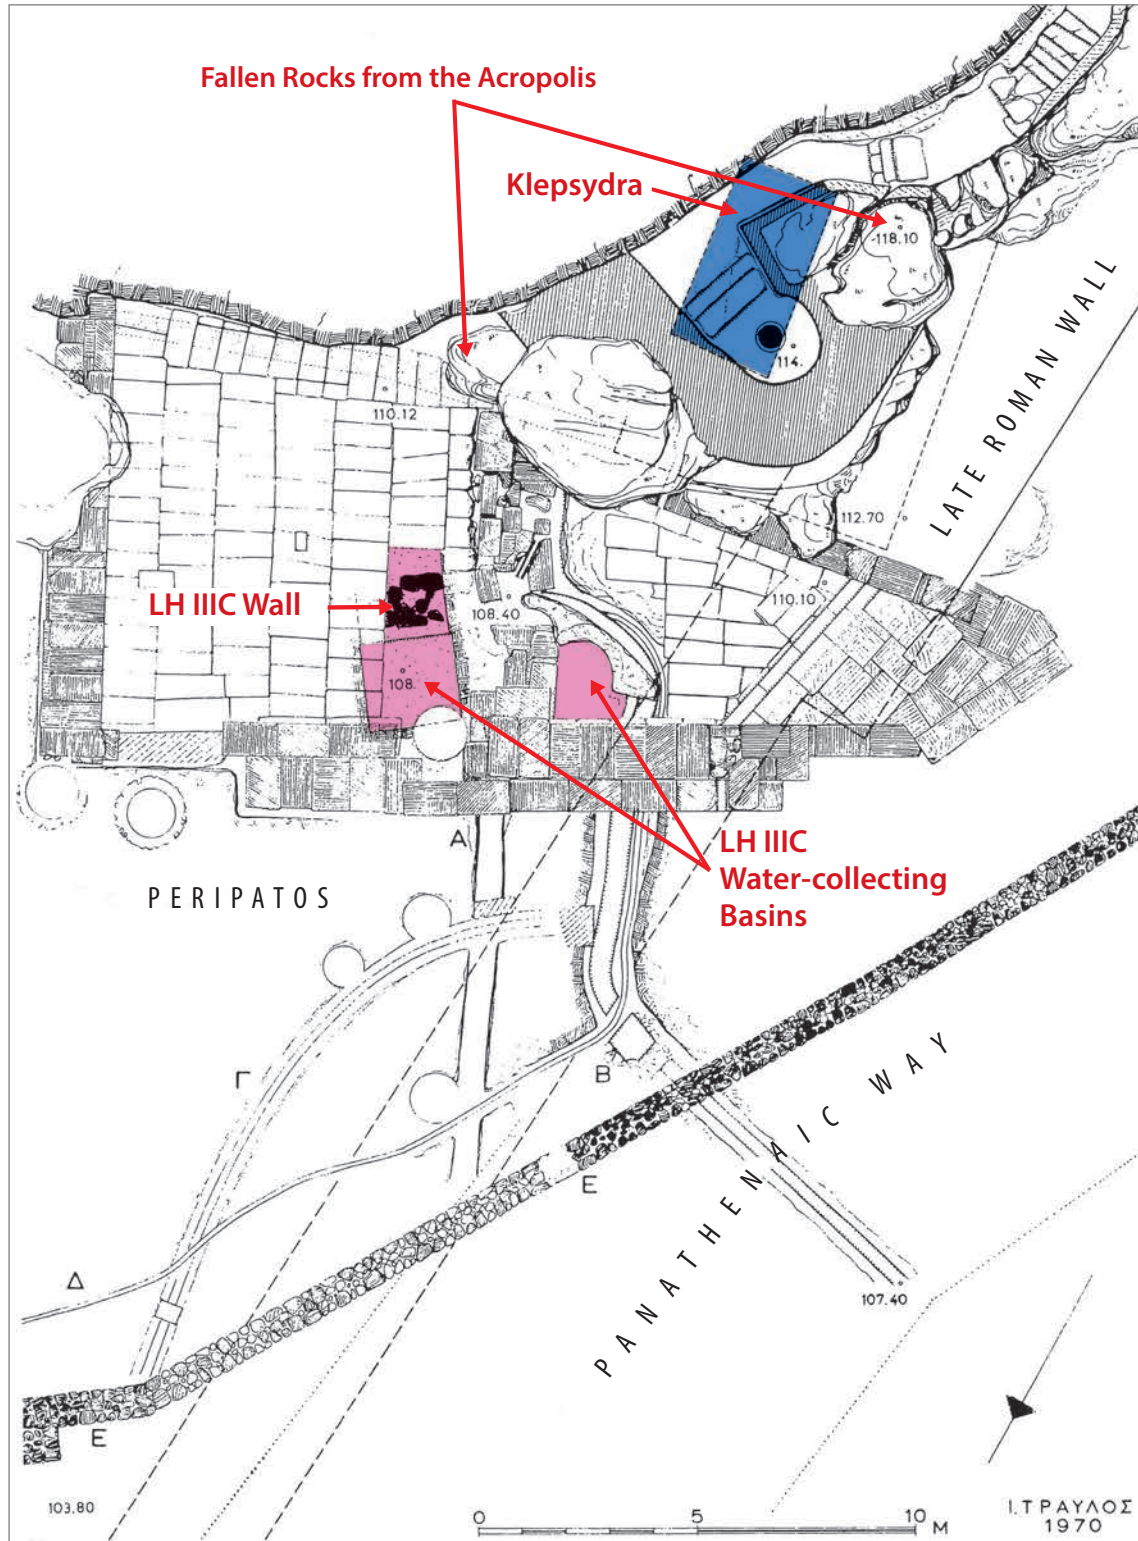 Fallen Rocks from the Acropolis
Klepsydra
-118.10
LATE ROMAN WALL
114.
110.12
112.70
LH IIIC Wall
108.40
110.10
108.
A
LH IIIC
Water-collecting
Basins
PERIPATOS
Γ
B
PANATHENAIC WAY
E
Δ
107.40
E
103.80
0 5 10 M
Ι.ΤΡΑΥΛΟΣ
1970